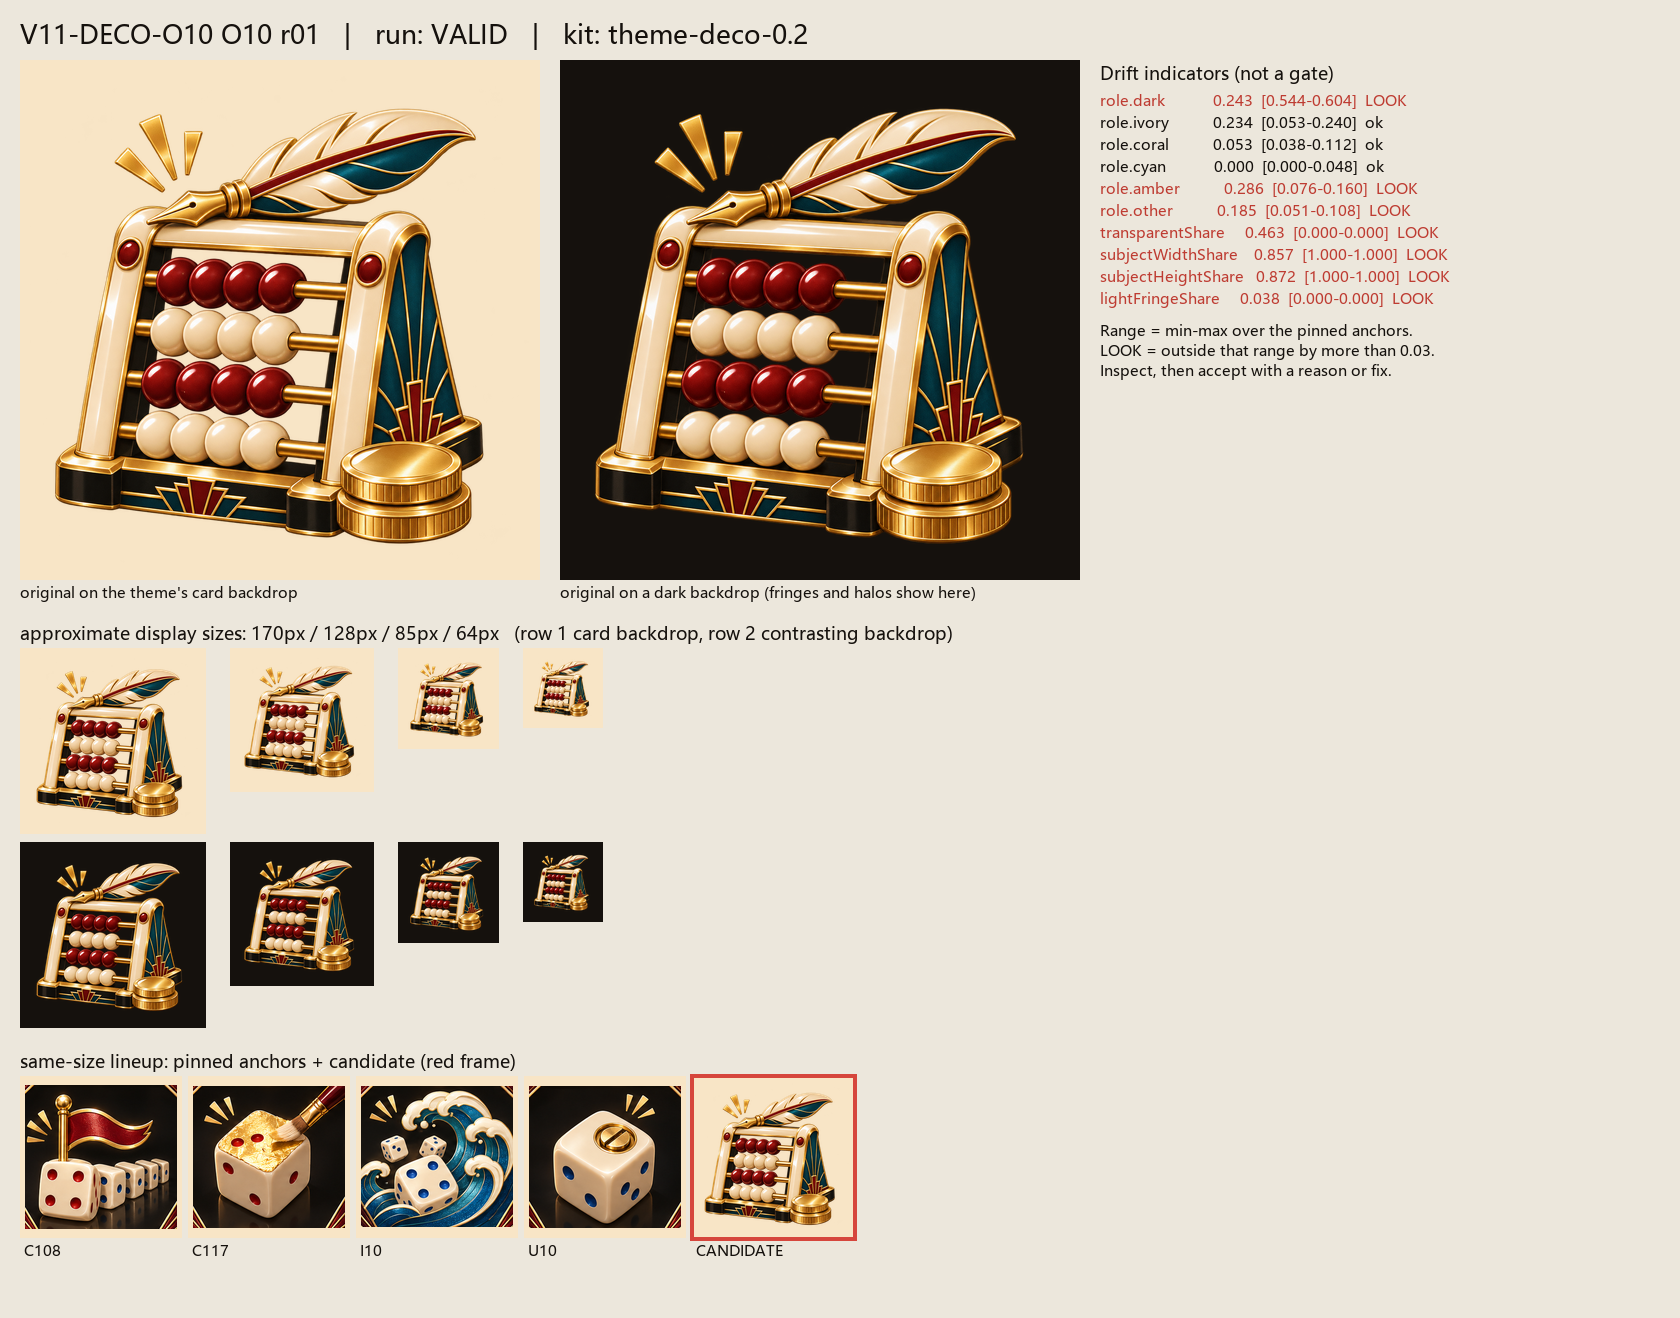 V11-DECO-O10 O10 r01 | run: VALID | kit: theme-deco-0.2
Drift indicators (not a gate)
role.dark 0.243 [0.544-0.604] LOOK
role.ivory 0.234 [0.053-0.240] ok
role.coral 0.053 [0.038-0.112] ok
role.cyan 0.000 [0.000-0.048] ok
role.amber 0.286 [0.076-0.160] LOOK
role.other 0.185 [0.051-0.108] LOOK
transparentShare 0.463 [0.000-0.000] LOOK
subjectWidthShare 0.857 [1.000-1.000] LOOK
subjectHeightShare 0.872 [1.000-1.000] LOOK
lightFringeShare 0.038 [0.000-0.000] LOOK
Range = min-max over the pinned anchors.
LOOK = outside that range by more than 0.03.
Inspect, then accept with a reason or fix.
original on the theme's card backdrop
original on a dark backdrop (fringes and halos show here)
approximate display sizes: 170px / 128px / 85px / 64px (row 1 card backdrop, row 2 contrasting backdrop)
same-size lineup: pinned anchors + candidate (red frame)
C108
C117
I10
U10
CANDIDATE